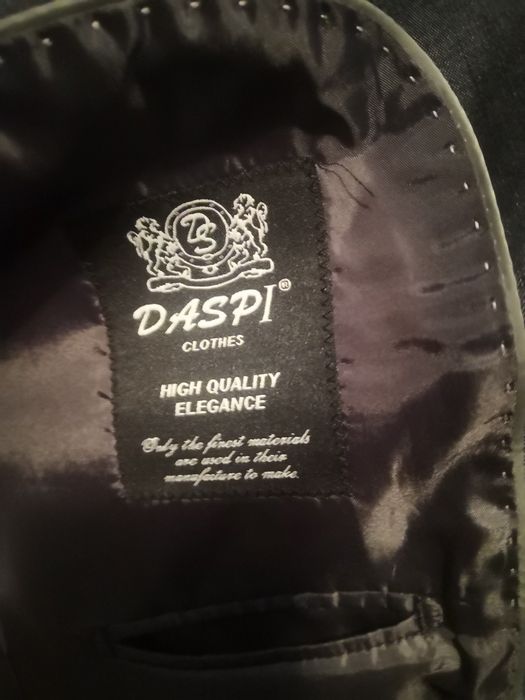 DS
DASPI®
CLOTHES
HIGH QUALITY
ELEGANCE
Only the finest materials
are used in their
manufacture to make.